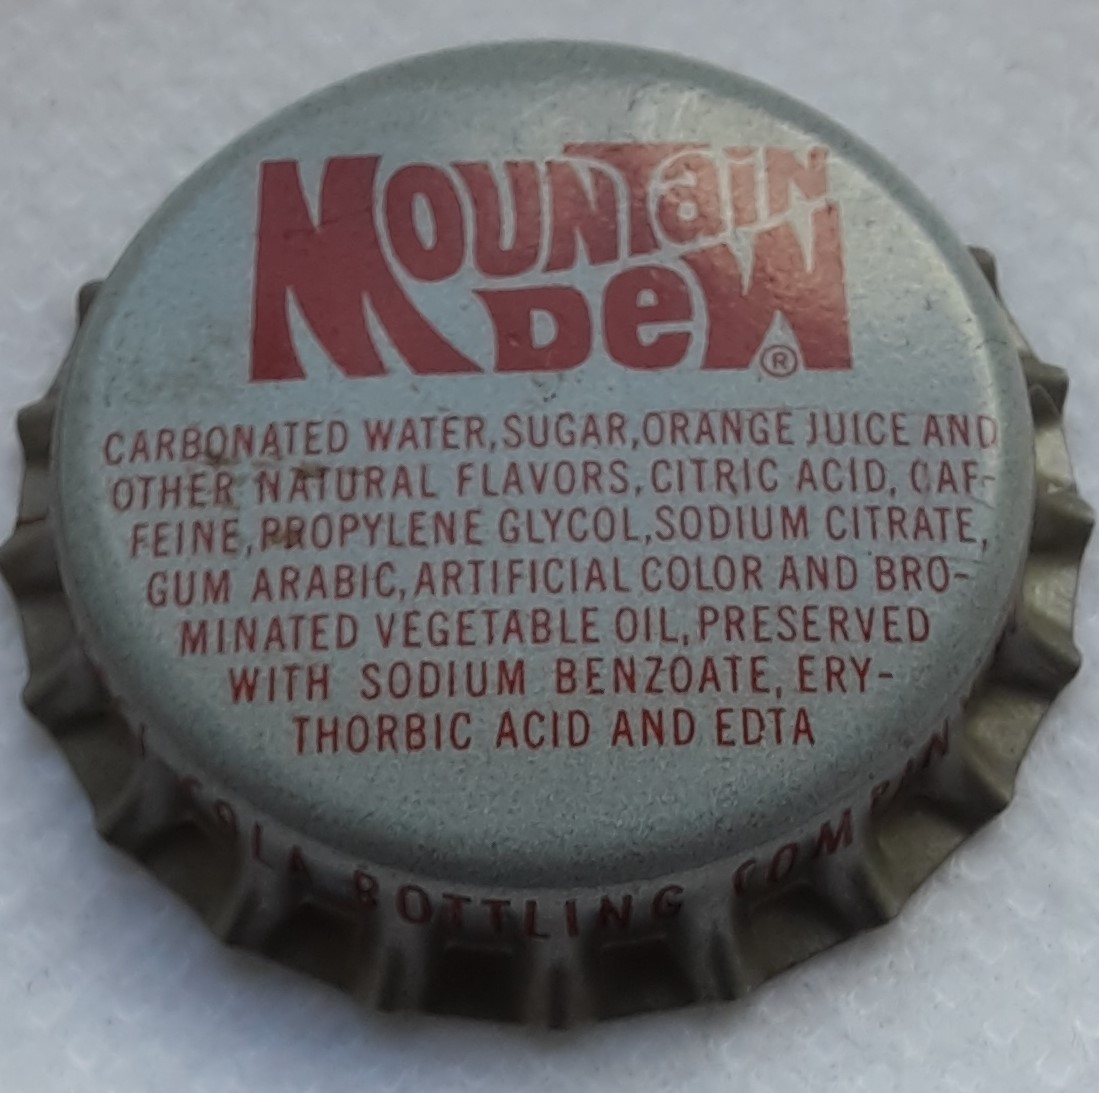 MOUNTaiN
DeW®
CARBONATED WATER,SUGAR,ORANGE JUICE AND
OTHER NATURAL FLAVORS,CITRIC ACID, CAF-
FEINE,PROPYLENE GLYCOL,SODIUM CITRATE,
GUM ARABIC,ARTIFICIAL COLOR AND BRO-
MINATED VEGETABLE OIL,PRESERVED
WITH SODIUM BENZOATE, ERY-
THORBIC ACID AND EDTA
COLA BOTTLING COMPAN